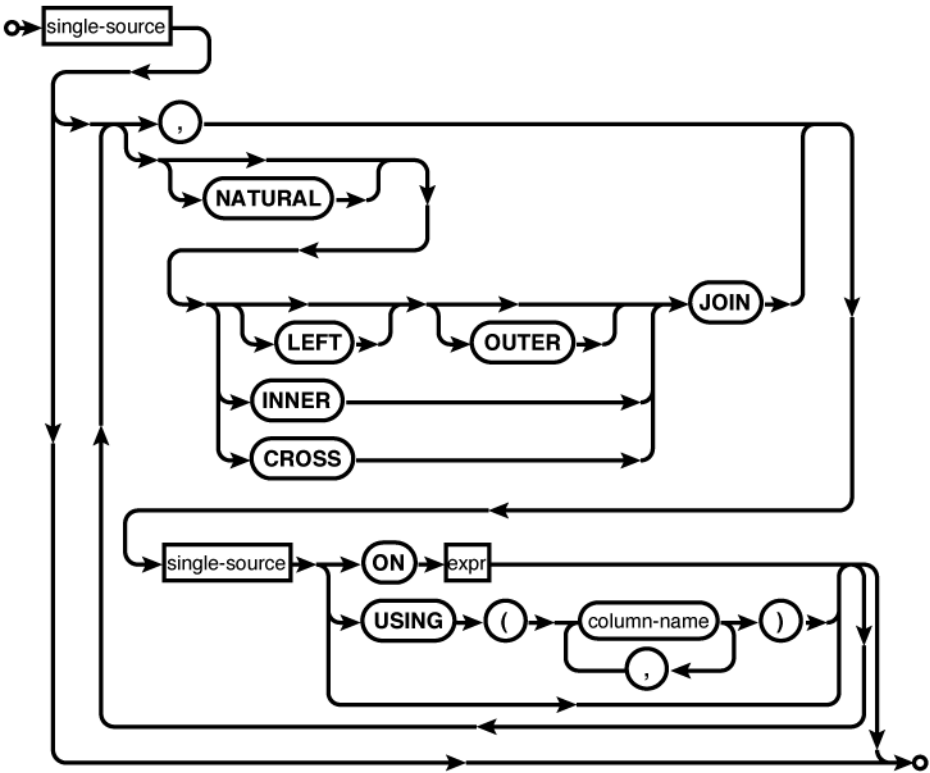 single-source
,
NATURAL
JOIN
LEFT OUTER
INNER
CROSS
single-source ON expr
USING ( column-name )
,